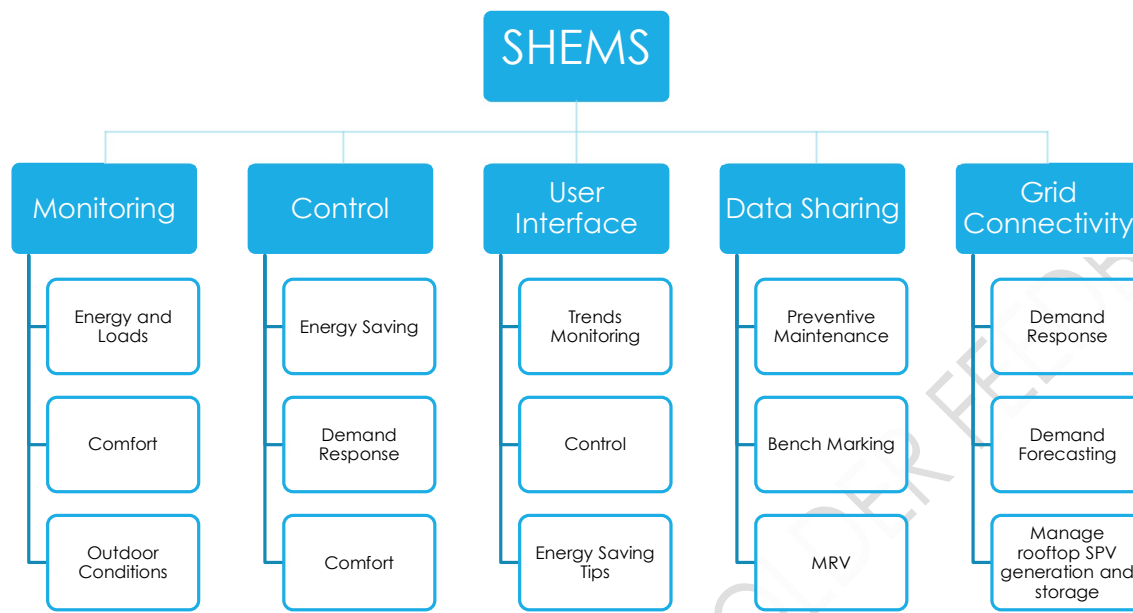 SHEMS
Monitoring
Control
User
Interface
Data Sharing
Grid
Connectivity
Energy and
Loads
Comfort
Outdoor
Conditions
Energy Saving
Demand
Response
Comfort
Trends
Monitoring
Control
Energy Saving
Tips
Preventive
Maintenance
Bench Marking
MRV
Demand
Response
Demand
Forecasting
Manage
rooftop SPV
generation and
storage